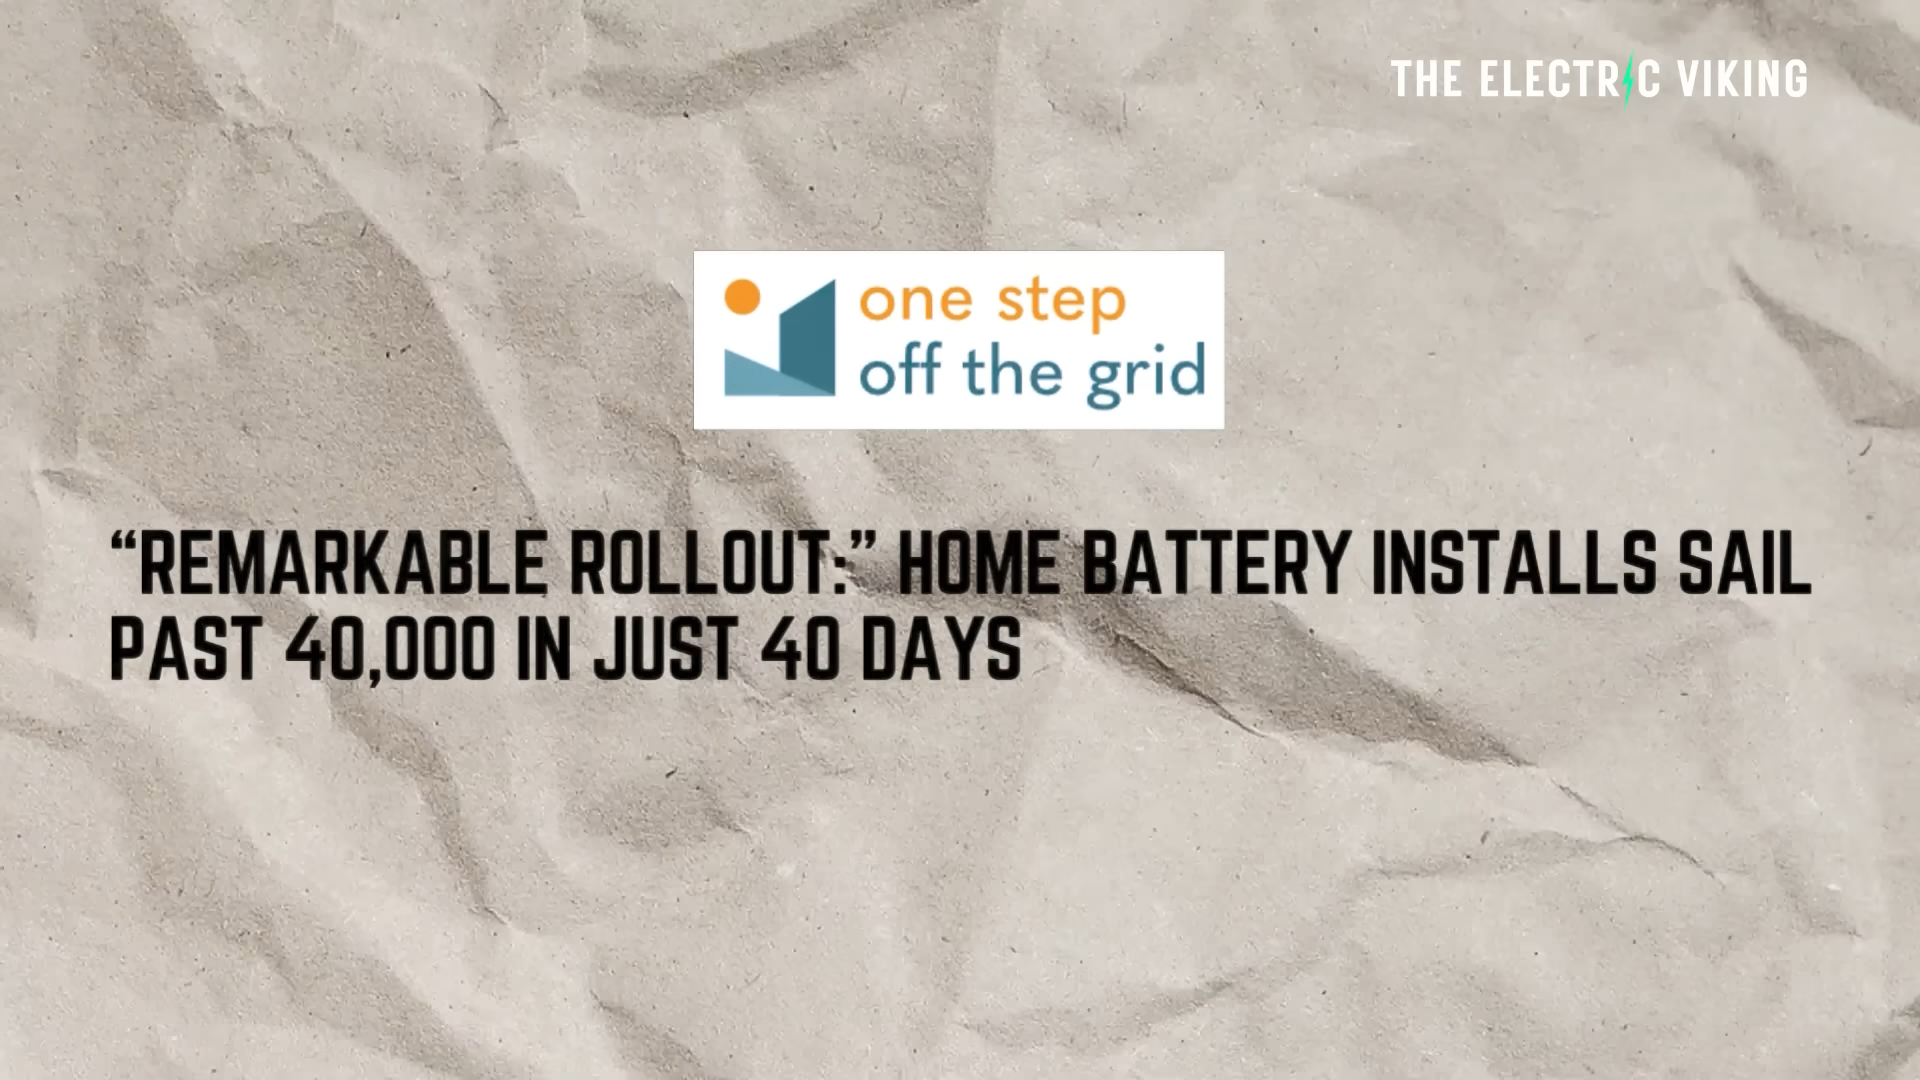 THE ELECTRIC VIKING
one step
off the grid
“REMARKABLE ROLLOUT:” HOME BATTERY INSTALLS SAIL
PAST 40,000 IN JUST 40 DAYS